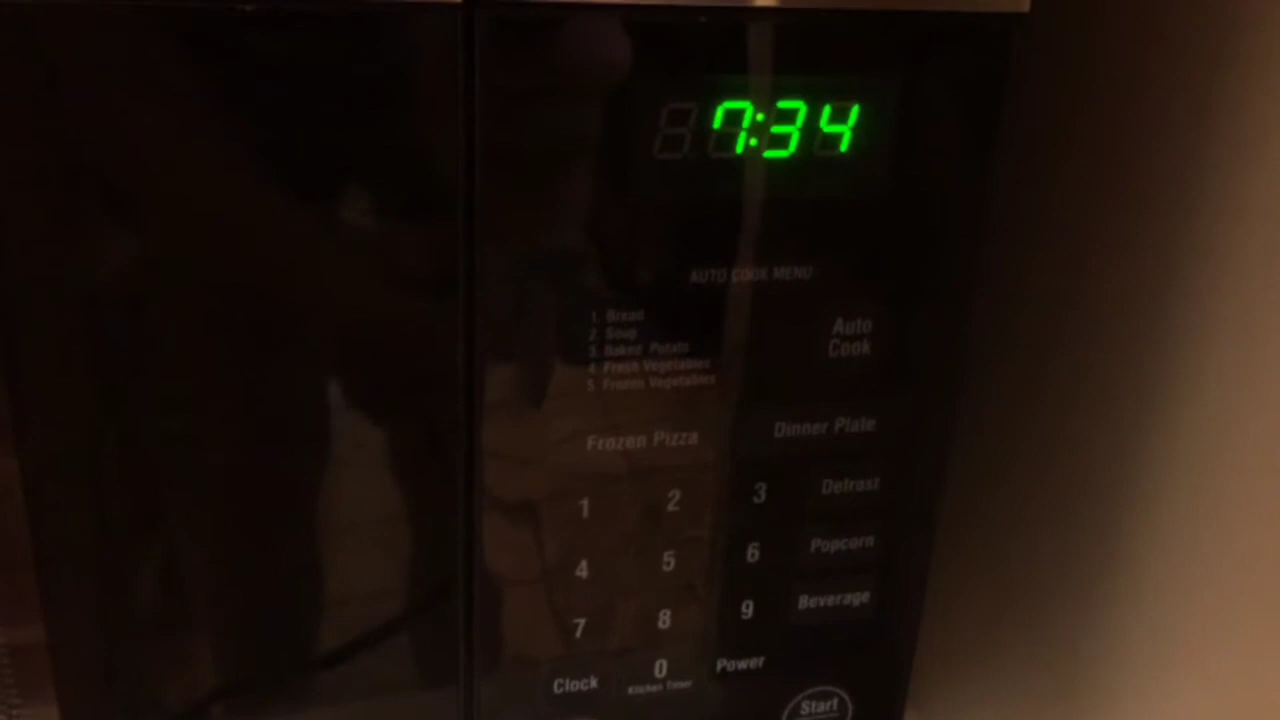 7:34
AUTO COOK MENU
1. Bread
2. Soup
3. Baked Potato
4. Fresh Vegetables
5. Frozen Vegetables
Auto
Cook
Frozen Pizza
Dinner Plate
1 2 3 Defrost
4 5 6 Popcorn
7 8 9 Beverage
Clock 0 Power
Kitchen Timer
Start